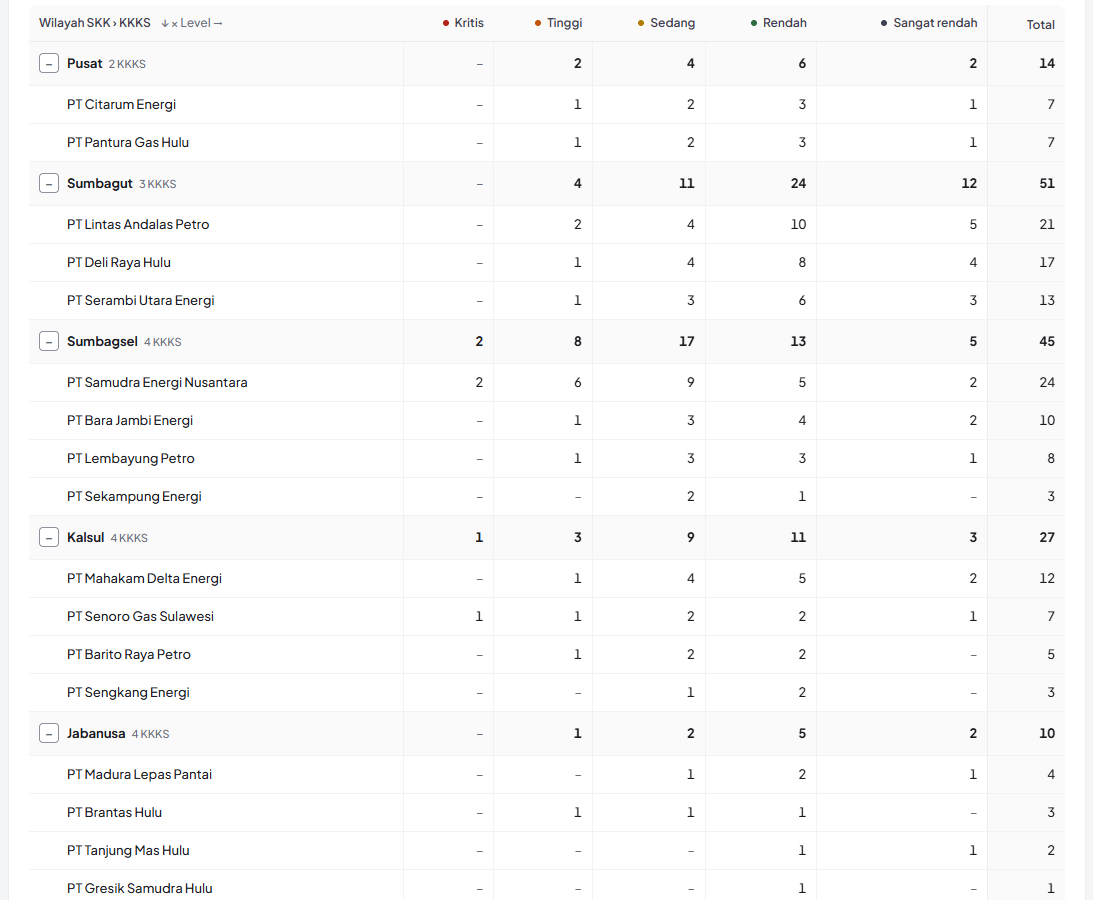 Wilayah SKK › KKKS ↓ × Level → Kritis Tinggi Sedang Rendah Sangat rendah Total
– Pusat 2 KKKS – 2 4 6 2 14
PT Citarum Energi – 1 2 3 1 7
PT Pantura Gas Hulu – 1 2 3 1 7
– Sumbagut 3 KKKS – 4 11 24 12 51
PT Lintas Andalas Petro – 2 4 10 5 21
PT Deli Raya Hulu – 1 4 8 4 17
PT Serambi Utara Energi – 1 3 6 3 13
– Sumbagsel 4 KKKS 2 8 17 13 5 45
PT Samudra Energi Nusantara 2 6 9 5 2 24
PT Bara Jambi Energi – 1 3 4 2 10
PT Lembayung Petro – 1 3 3 1 8
PT Sekampung Energi – – 2 1 – 3
– Kalsul 4 KKKS 1 3 9 11 3 27
PT Mahakam Delta Energi – 1 4 5 2 12
PT Senoro Gas Sulawesi 1 1 2 2 1 7
PT Barito Raya Petro – 1 2 2 – 5
PT Sengkang Energi – – 1 2 – 3
– Jabanusa 4 KKKS – 1 2 5 2 10
PT Madura Lepas Pantai – – 1 2 1 4
PT Brantas Hulu – 1 1 1 – 3
PT Tanjung Mas Hulu – – – 1 1 2
PT Gresik Samudra Hulu – – – 1 – 1